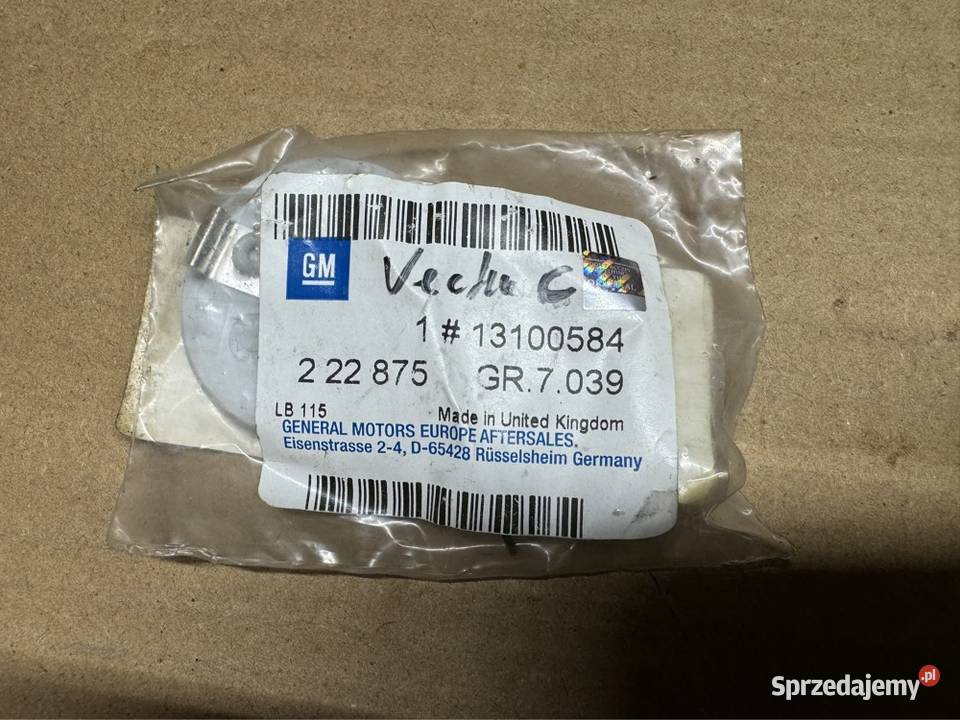 GM
Vectra C
1 # 13100584
2 22 875 GR.7.039
LB 115 Made in United Kingdom
GENERAL MOTORS EUROPE AFTERSALES.
Eisenstrasse 2-4, D-65428 Rüsselsheim Germany
Sprzedajemy.pl